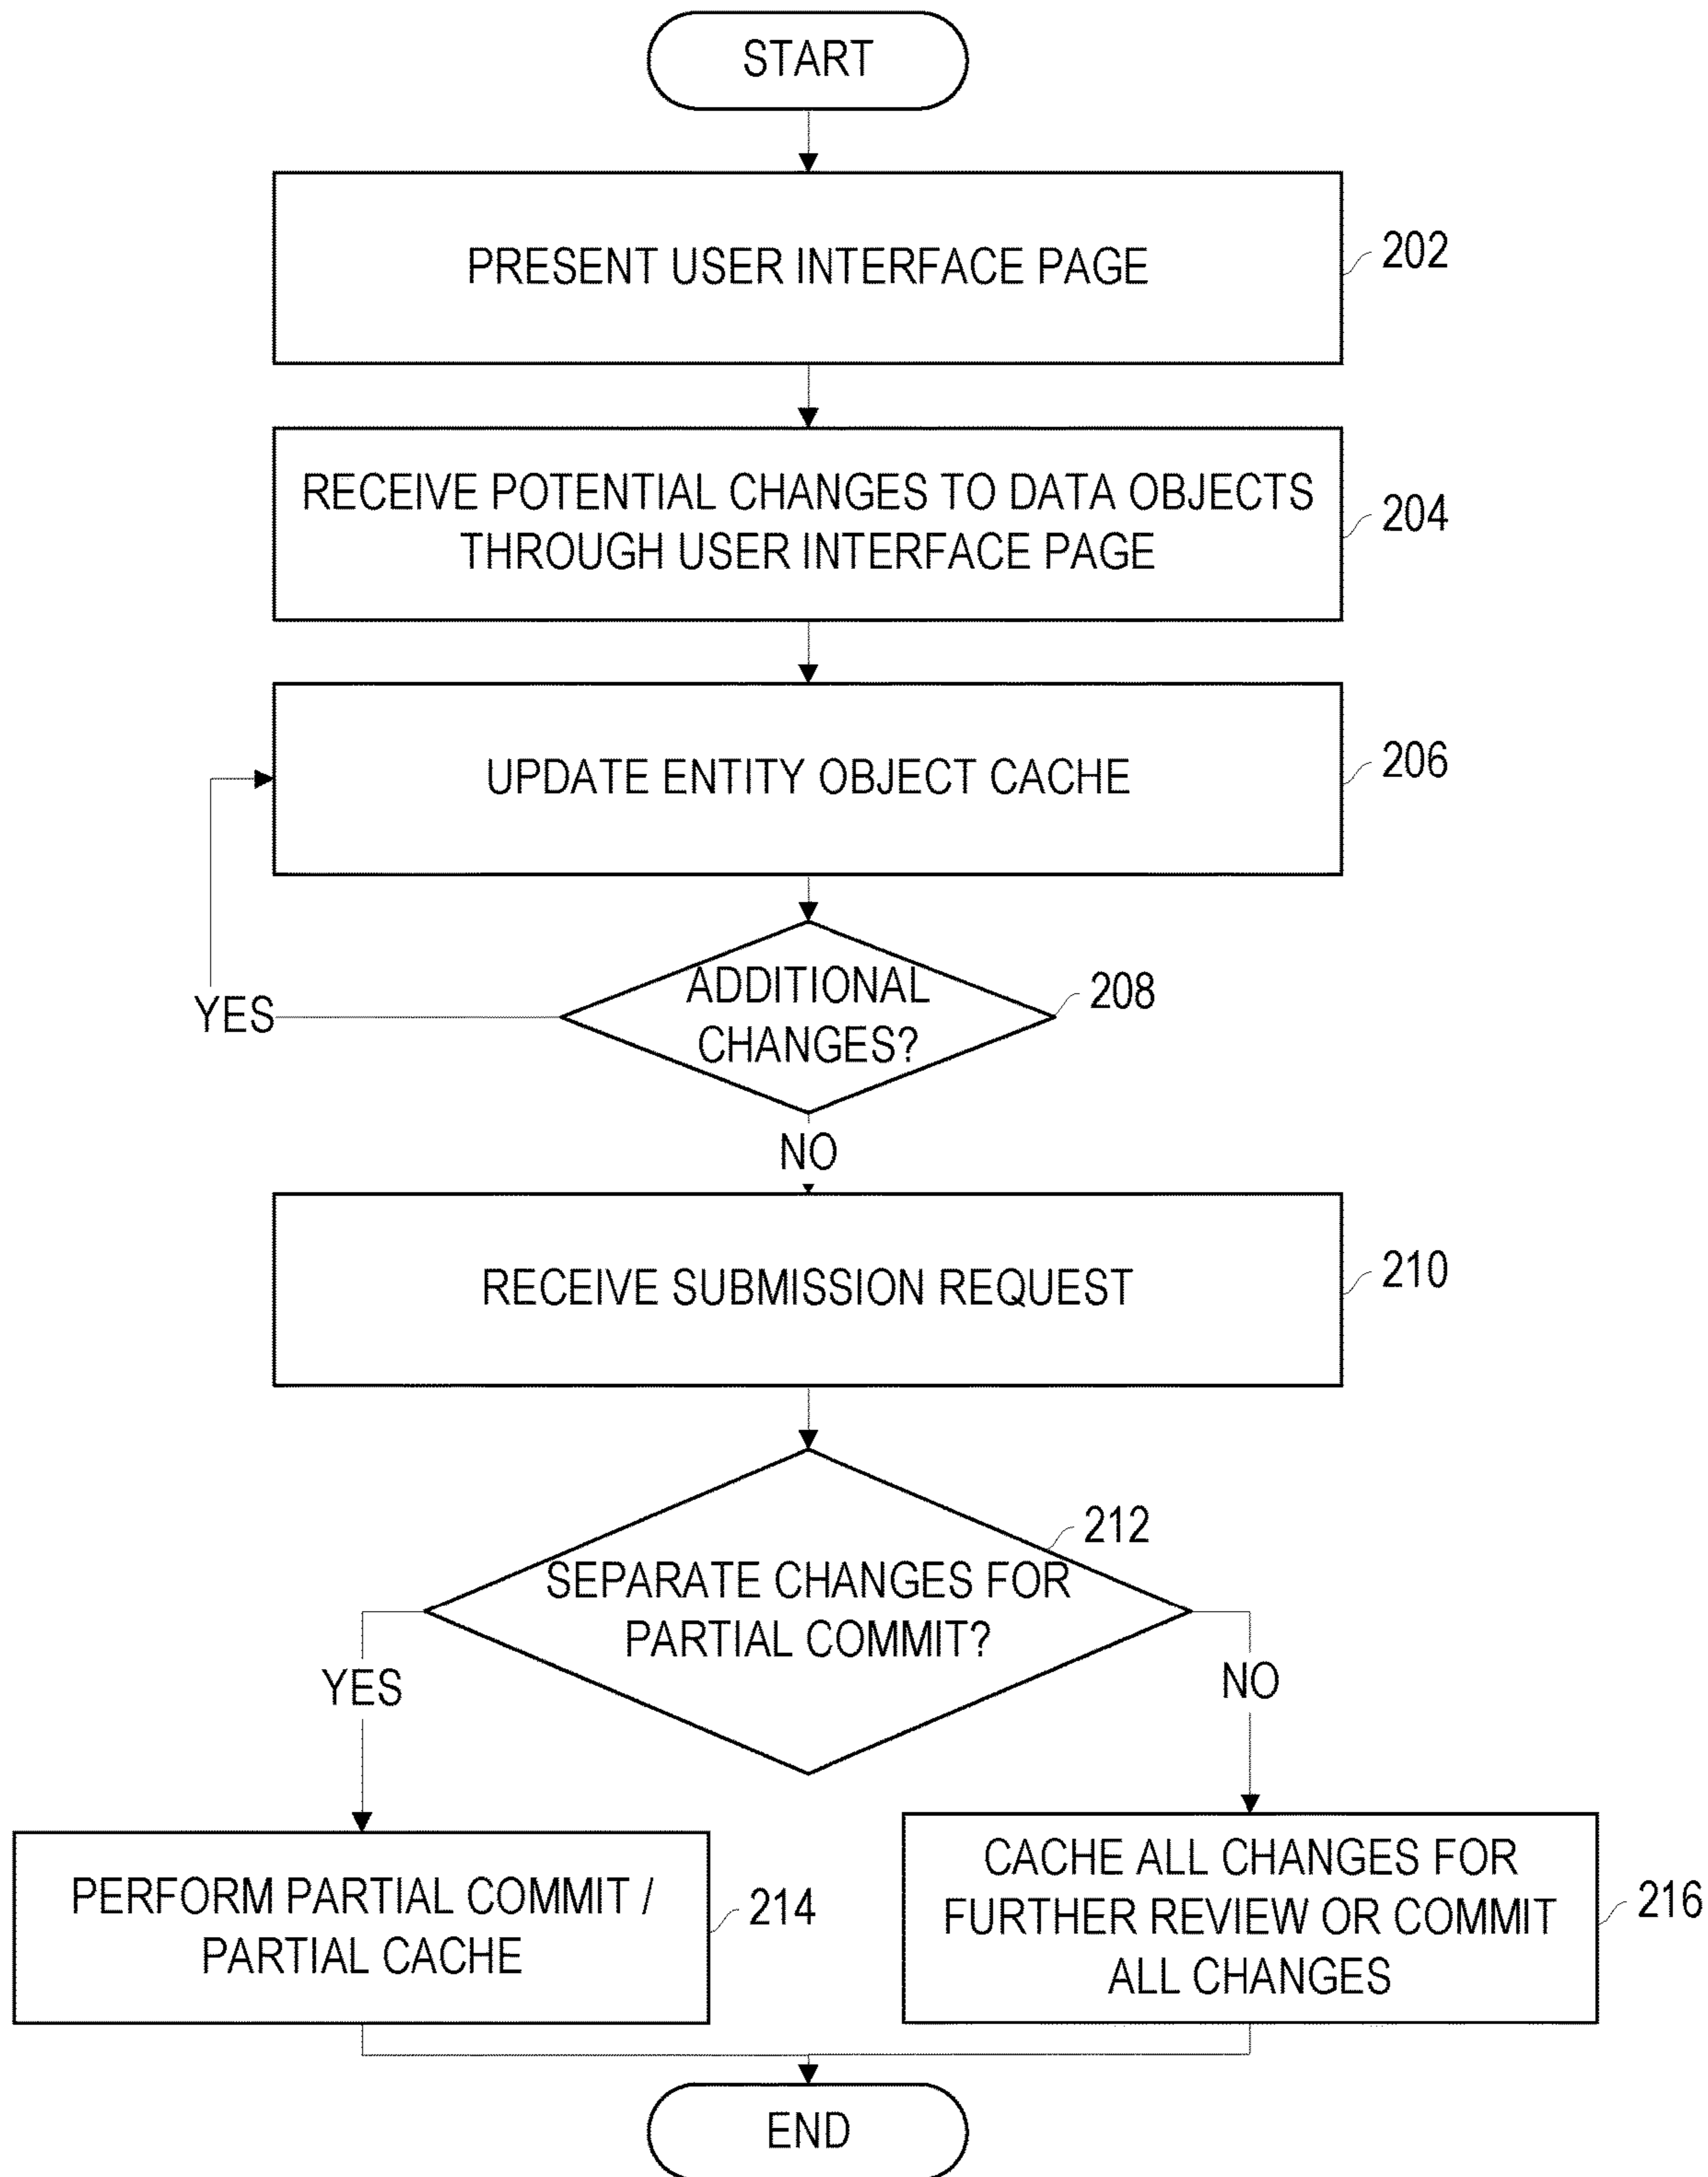 START
PRESENT USER INTERFACE PAGE
202
RECEIVE POTENTIAL CHANGES TO DATA OBJECTS
THROUGH USER INTERFACE PAGE
204
UPDATE ENTITY OBJECT CACHE
206
ADDITIONAL
CHANGES?
208
YES
NO
RECEIVE SUBMISSION REQUEST
210
SEPARATE CHANGES FOR
PARTIAL COMMIT?
212
YES
NO
PERFORM PARTIAL COMMIT /
PARTIAL CACHE
214
CACHE ALL CHANGES FOR
FURTHER REVIEW OR COMMIT
ALL CHANGES
216
END